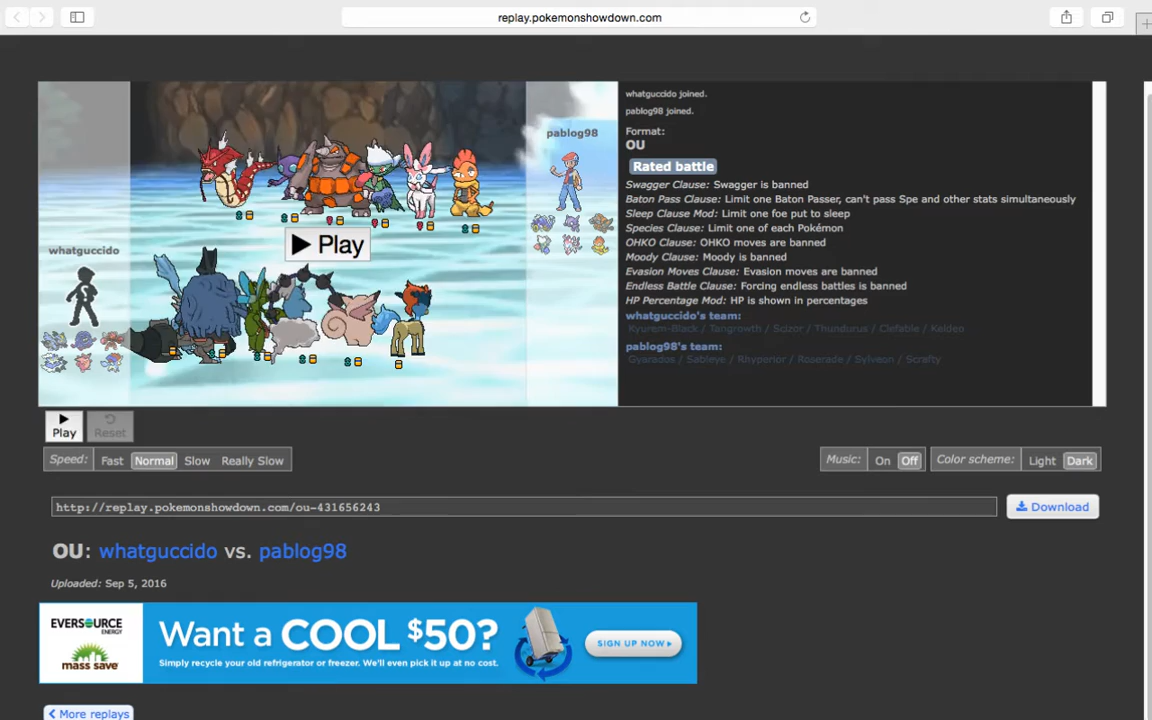 replay.pokemonshowdown.com
whatguccido
pablog98
Play
whatguccido joined.
pablog98 joined.
Format:
OU
Rated battle
Swagger Clause: Swagger is banned
Baton Pass Clause: Limit one Baton Passer, can't pass Spe and other stats simultaneously
Sleep Clause Mod: Limit one foe put to sleep
Species Clause: Limit one of each Pokémon
OHKO Clause: OHKO moves are banned
Moody Clause: Moody is banned
Evasion Moves Clause: Evasion moves are banned
Endless Battle Clause: Forcing endless battles is banned
HP Percentage Mod: HP is shown in percentages
whatguccido's team:
Kyurem-Black / Tangrowth / Scizor / Thundurus / Clefable / Keldeo
pablog98's team:
Gyarados / Sableye / Rhyperior / Roserade / Sylveon / Scrafty
Play Reset
Speed: Fast Normal Slow Really Slow Music: On Off Color scheme: Light Dark
http://replay.pokemonshowdown.com/ou-431656243 Download
OU: whatguccido vs. pablog98
Uploaded: Sep 5, 2016
EVERSOURCE
ENERGY
mass save
Want a COOL $50?
Simply recycle your old refrigerator or freezer. We'll even pick it up at no cost.
SIGN UP NOW
More replays